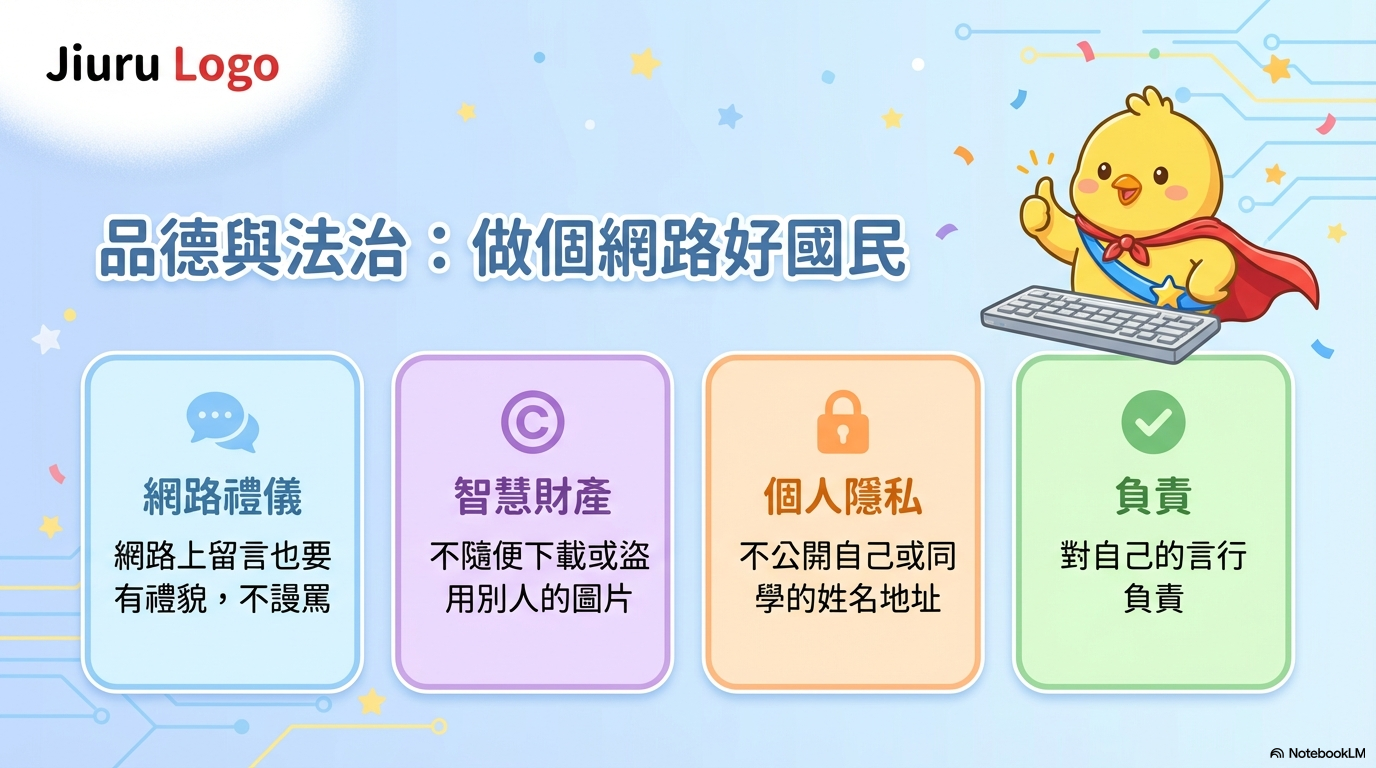 Jiuru Logo
品德與法治：做個網路好國民
網路禮儀
網路上留言也要
有禮貌，不謾罵
智慧財產
不隨便下載或盜
用別人的圖片
個人隱私
不公開自己或同
學的姓名地址
負責
對自己的言行
負責
NotebookLM